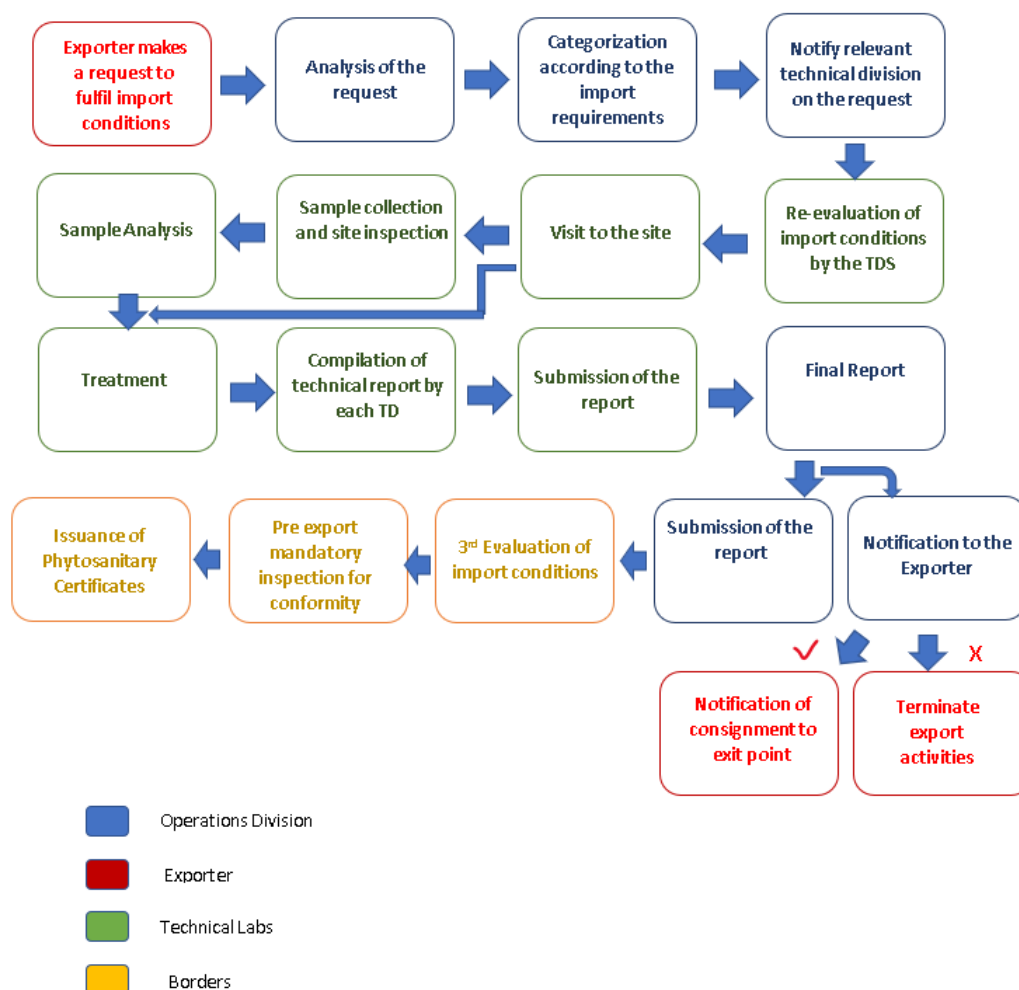 Exporter makes
a request to
fulfil import
conditions
Analysis of the
request
Categorization
according to the
import
requirements
Notify relevant
technical division
on the request
Sample Analysis
Sample collection
and site inspection
Visit to the site
Re-evaluation of
import conditions
by the TDS
Treatment
Compilation of
technical report by
each TD
Submission of the
report
Final Report
Issuance of
Phytosanitary
Certificates
Pre export
mandatory
inspection for
conformity
3rd Evaluation of
import conditions
Submission of the
report
Notification to the
Exporter
✓
X
Notification of
consignment to
exit point
Terminate
export
activities
Operations Division
Exporter
Technical Labs
Borders